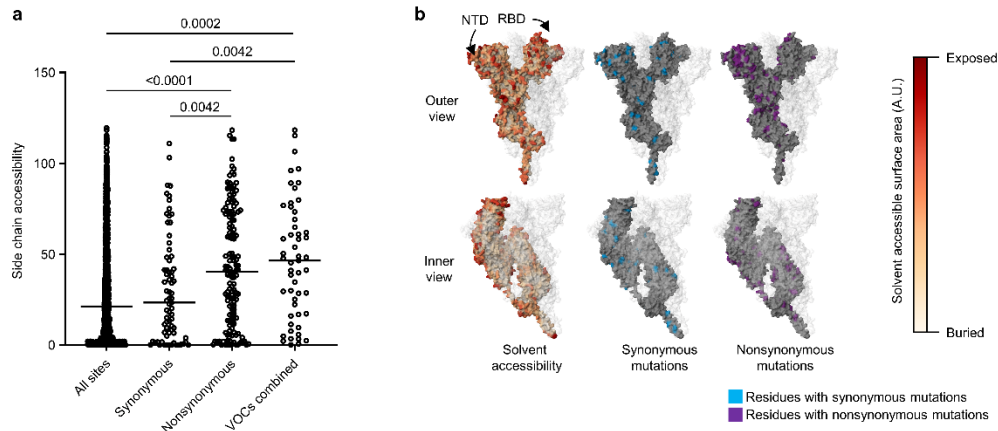 a
0.0002
0.0042
<0.0001
0.0042
150
100
50
0
Side chain accessibility
All sites
Synonymous
Nonsynonymous
VOCs combined
b
NTD
RBD
Outer
view
Inner
view
Solvent
accessibility
Synonymous
mutations
Nonsynonymous
mutations
Solvent accessible surface area (A.U.)
Exposed
Buried
Residues with synonymous mutations
Residues with nonsynonymous mutations